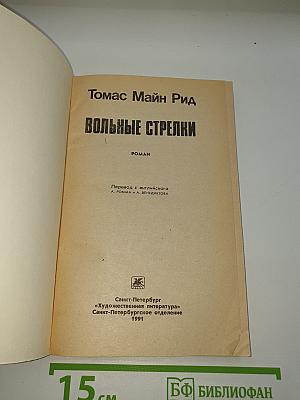 Томас Майн Рид
ВОЛЬНЫЕ СТРЕЛКИ
РОМАН
Перевод с английского
Санкт-Петербург
«Художественная литература»
Санкт-Петербургское отделение
1991
15 см
БФ БИБЛИОФАН